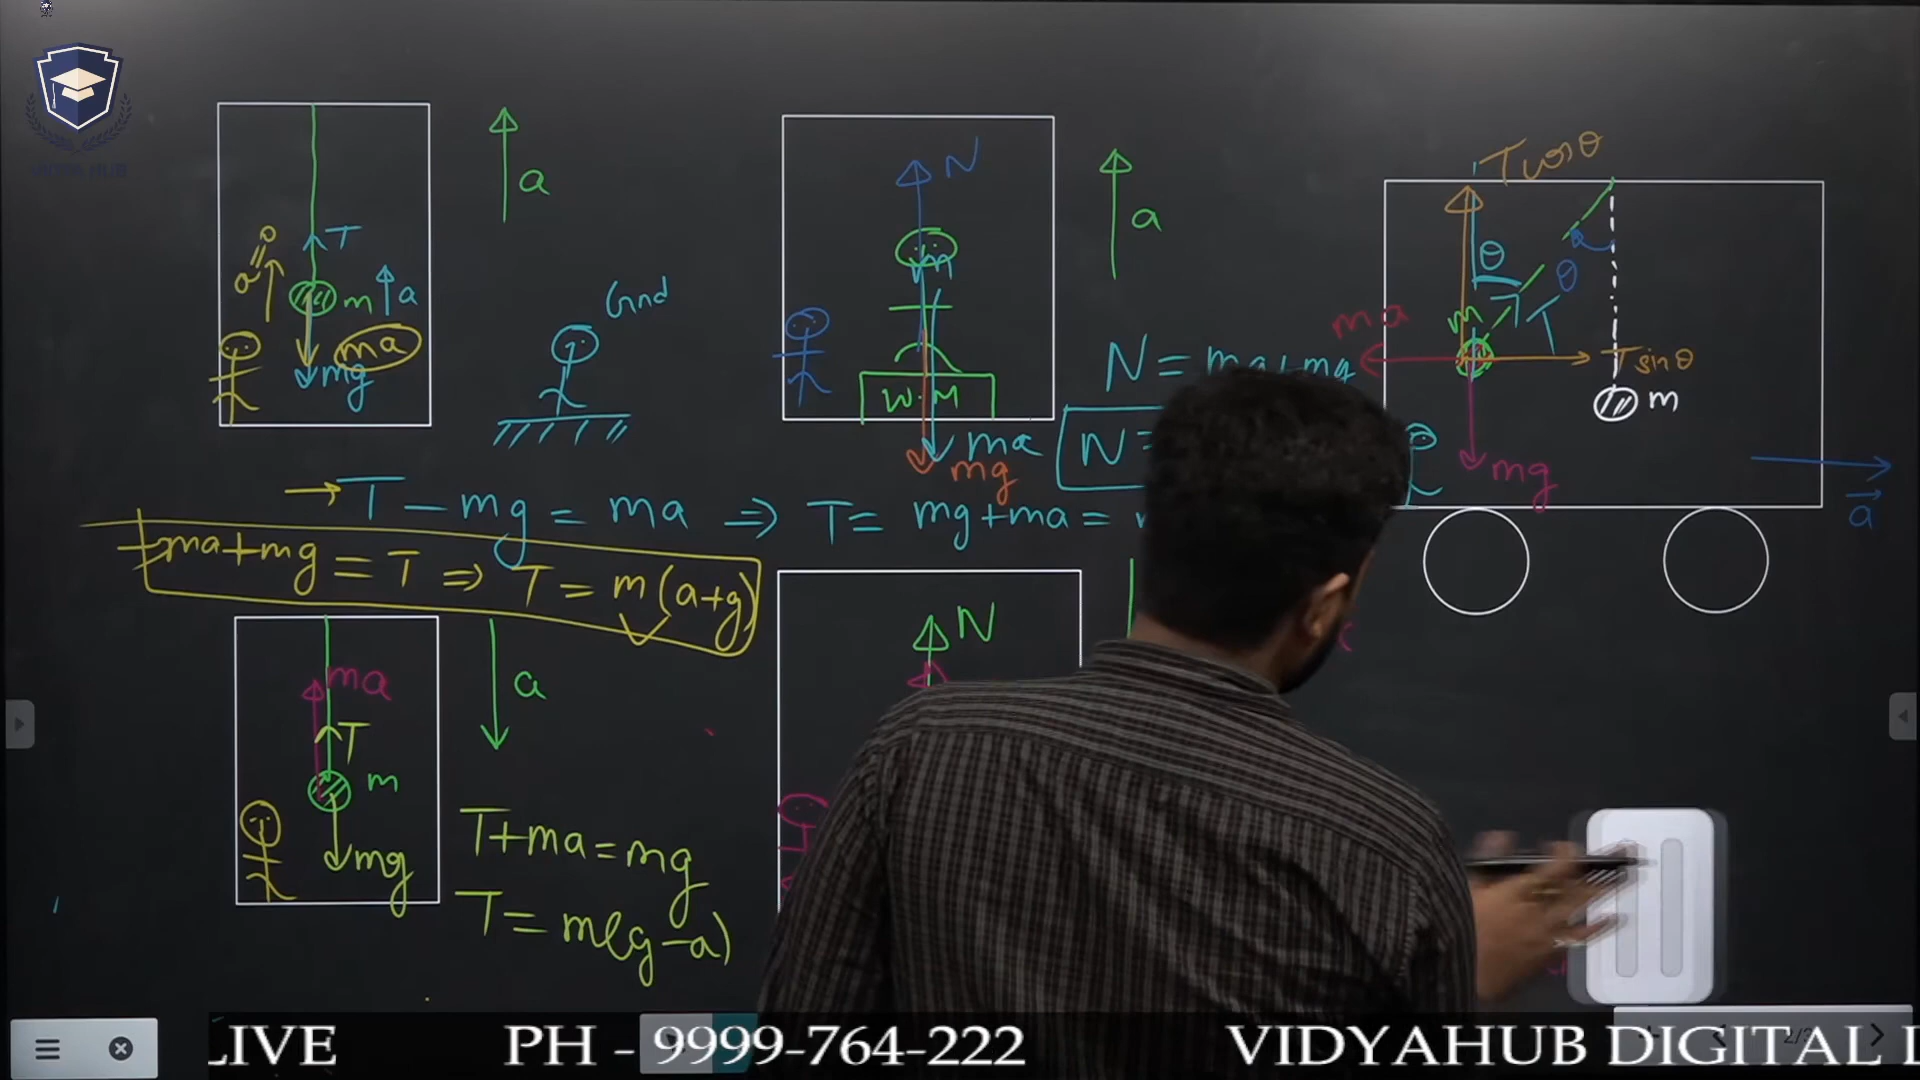 a
T
m
a
ma
mg
Gnd
N
m
W.M
ma
mg
a
N = ma+mg
N =
T cosθ
θ
θ
T
ma
m
T sinθ
m
mg
a
→ T - mg = ma ⇒ T = mg+ma =
ma+mg = T ⇒ T = m(a+g)
ma
T
m
mg
a
T+ma = mg
T = m(g-a)
N
LIVE PH - 9999-764-222 VIDYAHUB DIGITAL L